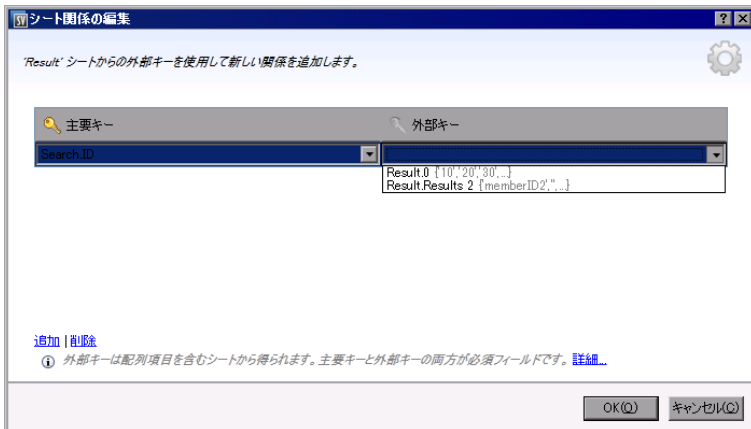 SV シート関係の編集
'Result' シートからの外部キーを使用して新しい関係を追加します。
主要キー 外部キー
Search.ID
Result.0 {'10','20','30',...}
Result.Results 2 {'memberID2','',...}
追加 | 削除
外部キーは配列項目を含むシートから得られます。主要キーと外部キーの両方が必須フィールドです。 詳細...
OK(O) キャンセル(C)